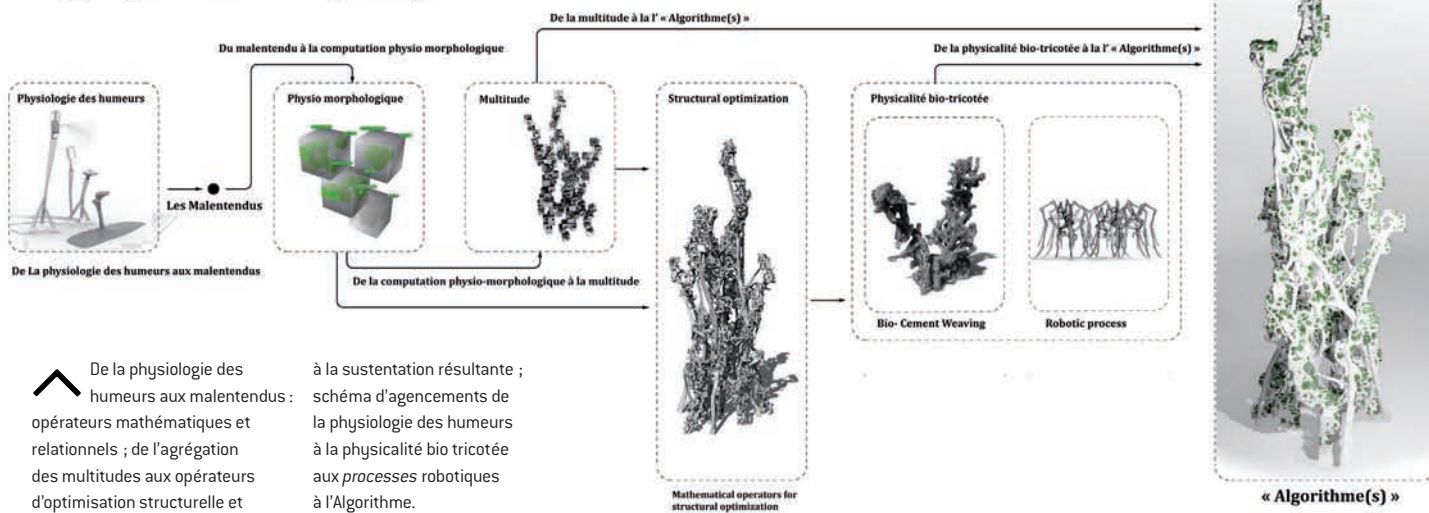 De la multitude à la l' « Algorithme(s) »
Du malentendu à la computation physio morphologique
De la physicalité bio-tricotée à la l' « Algorithme(s) »
Physiologie des humeurs
Physio morphologique
Multitude
Structural optimization
Physicalité bio-tricotée
Les Malentendus
De La physiologie des humeurs aux malentendus
De la computation physio-morphologique à la multitude
Bio- Cement Weaving
Robotic process
Mathematical operators for
structural optimization
« Algorithme(s) »
De la physiologie des
humeurs aux malentendus :
opérateurs mathématiques et
relationnels ; de l'agrégation
des multitudes aux opérateurs
d'optimisation structurelle et
à la sustentation résultante ;
schéma d'agencements de
la physiologie des humeurs
à la physicalité bio tricotée
aux processes robotiques
à l'Algorithme.